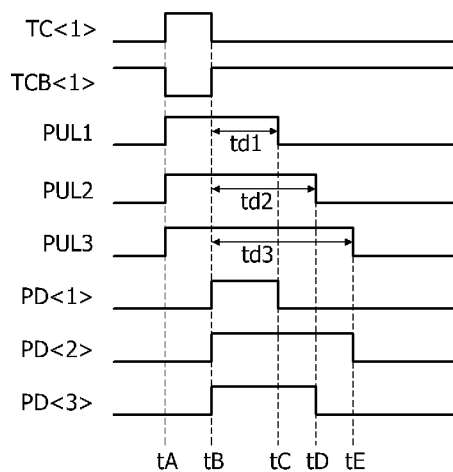 TC<1>
TCB<1>
PUL1
td1
PUL2
td2
PUL3
td3
PD<1>
PD<2>
PD<3>
tA tB tC tD tE